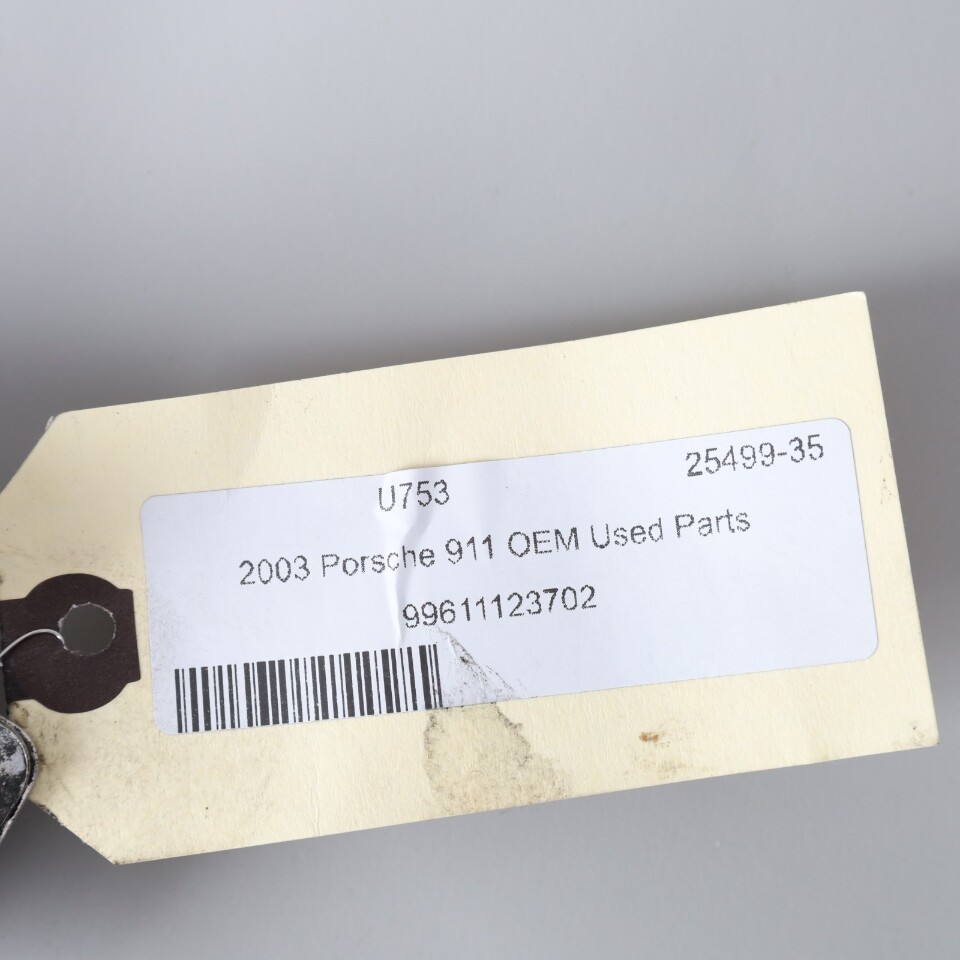 U753 25499-35
2003 Porsche 911 OEM Used Parts
99611123702